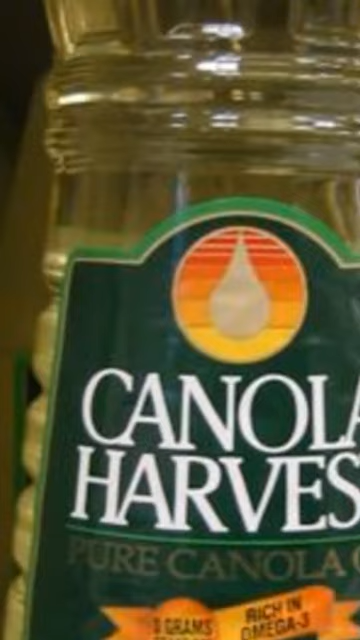 CANOLA
HARVES
PURE CANOLA
GRAMS
RICH IN
OMEGA-3